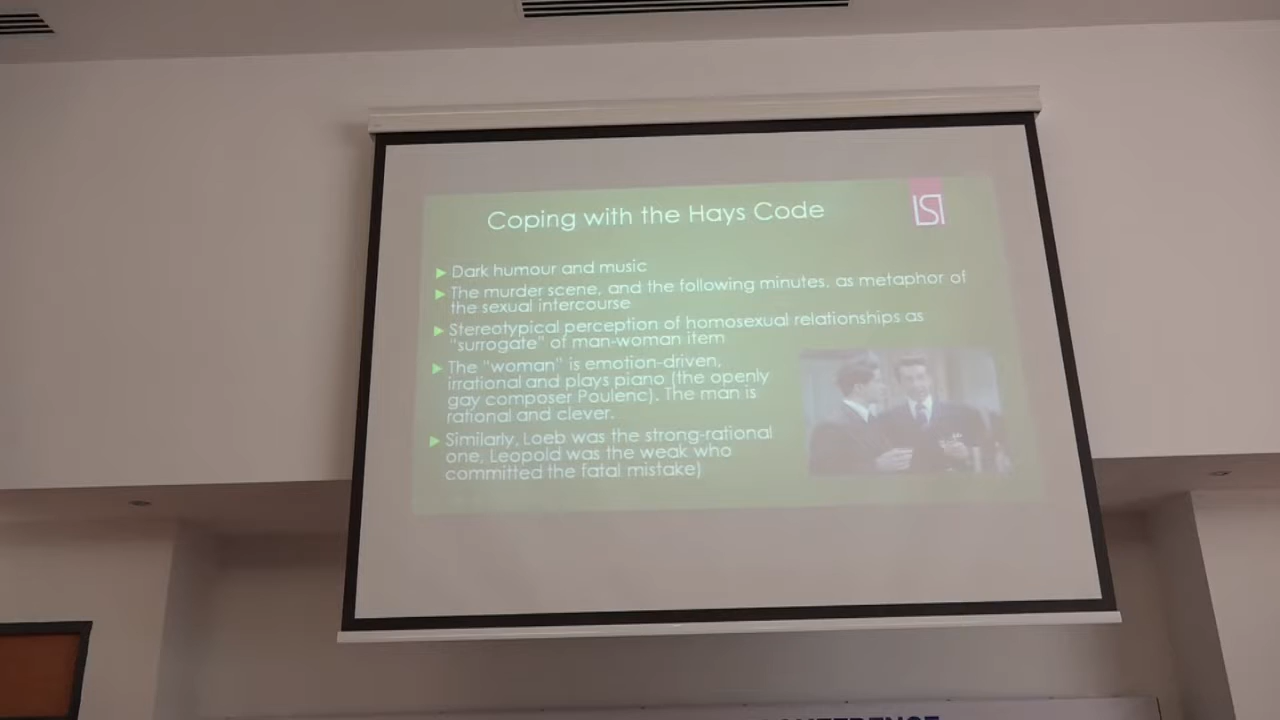 Coping with the Hays Code
LSI
Dark humour and music
The murder scene, and the following minutes, as metaphor of
the sexual intercourse
Stereotypical perception of homosexual relationships as
"surrogate" of man-woman item
The "woman" is emotion-driven,
irrational and plays piano (the openly
gay composer Poulenc). The man is
rational and clever.
Similarly, Loeb was the strong-rational
one, Leopold was the weak who
committed the fatal mistake)